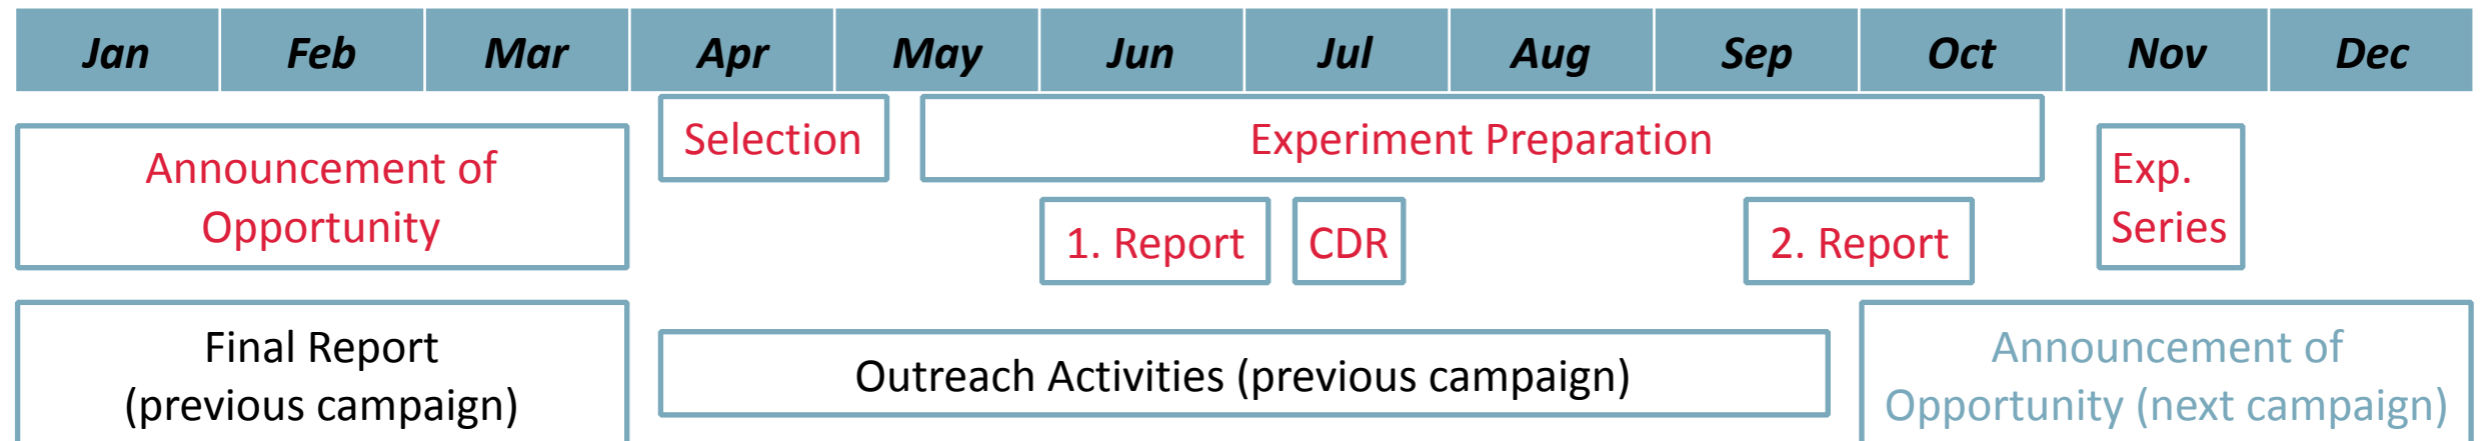 Jan Feb Mar Apr May Jun Jul Aug Sep Oct Nov Dec
Announcement of
Opportunity
Selection
Experiment Preparation
1. Report
CDR
2. Report
Exp.
Series
Final Report
(previous campaign)
Outreach Activities (previous campaign)
Announcement of
Opportunity (next campaign)